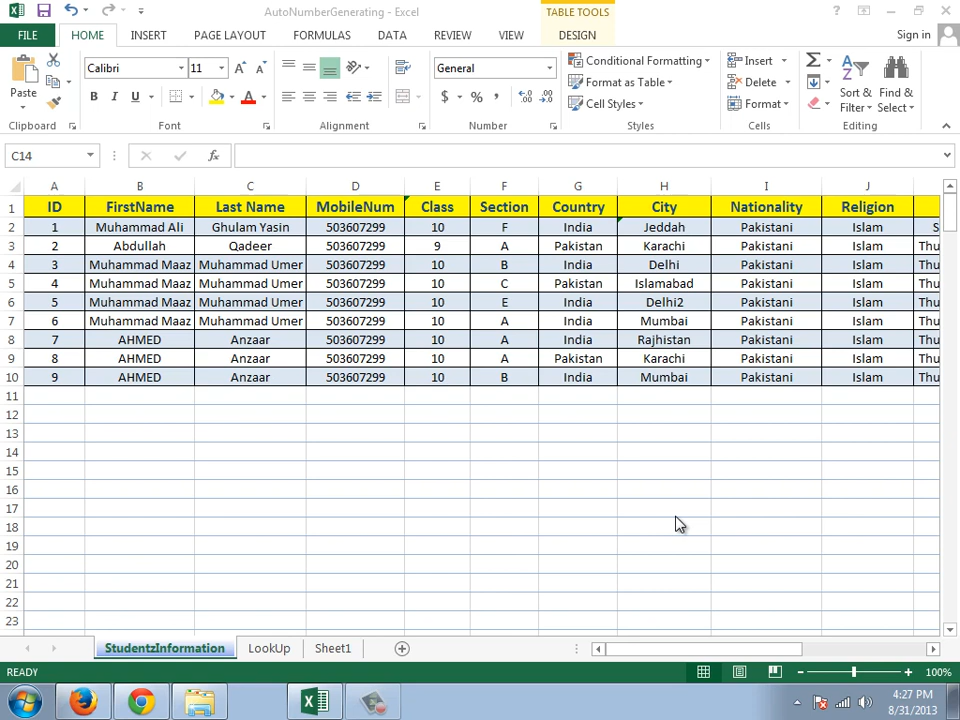 AutoNumberGenerating - Excel
TABLE TOOLS
FILE HOME INSERT PAGE LAYOUT FORMULAS DATA REVIEW VIEW DESIGN Sign in
Paste
Calibri 11
B I U
General
$ % ,
Conditional Formatting
Format as Table
Cell Styles
Insert
Delete
Format
Sort & Filter
Find & Select
Clipboard Font Alignment Number Styles Cells Editing
C14 fx
A B C D E F G H I J
1 ID FirstName Last Name MobileNum Class Section Country City Nationality Religion
2 1 Muhammad Ali Ghulam Yasin 503607299 10 F India Jeddah Pakistani Islam S
3 2 Abdullah Qadeer 503607299 9 A Pakistan Karachi Pakistani Islam Thu
4 3 Muhammad Maaz Muhammad Umer 503607299 10 B India Delhi Pakistani Islam Thu
5 4 Muhammad Maaz Muhammad Umer 503607299 10 C Pakistan Islamabad Pakistani Islam Thu
6 5 Muhammad Maaz Muhammad Umer 503607299 10 E India Delhi2 Pakistani Islam Thu
7 6 Muhammad Maaz Muhammad Umer 503607299 10 A India Mumbai Pakistani Islam Thu
8 7 AHMED Anzaar 503607299 10 A India Rajhistan Pakistani Islam Thu
9 8 AHMED Anzaar 503607299 10 A Pakistan Karachi Pakistani Islam Thu
10 9 AHMED Anzaar 503607299 10 B India Mumbai Pakistani Islam Thu
11
12
13
14
15
16
17
18
19
20
21
22
23
StudentzInformation LookUp Sheet1
READY 100%
4:27 PM
8/31/2013